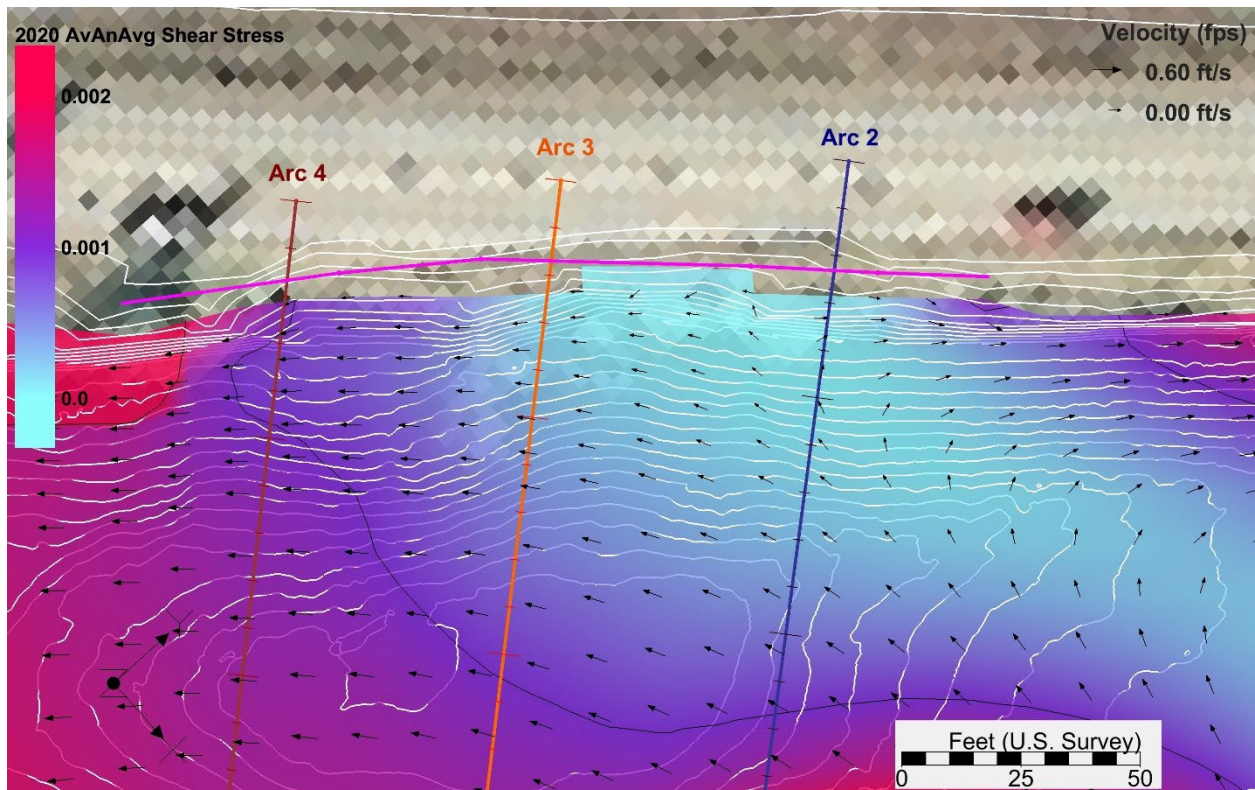 2020 AvAnAvg Shear Stress
0.002
0.001
0.0
Velocity (fps)
0.60 ft/s
0.00 ft/s
Arc 4
Arc 3
Arc 2
Feet (U.S. Survey)
0 25 50